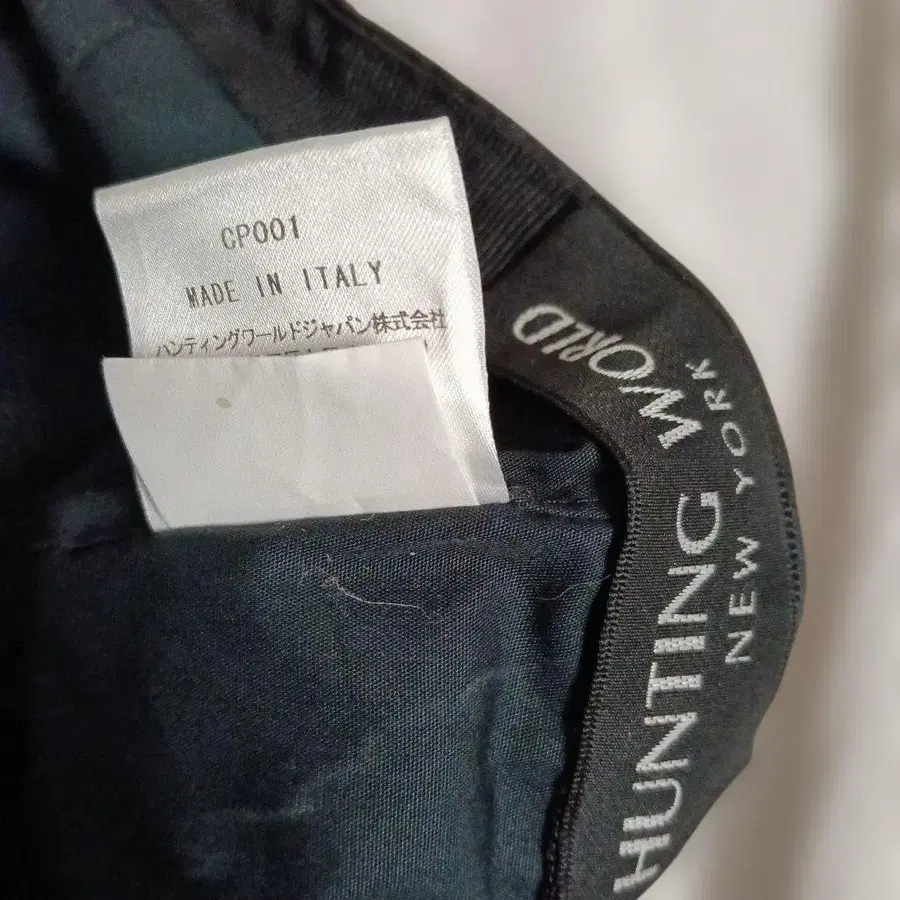 CP001
MADE IN ITALY
ハンティングワールドジャパン株式会社
HUNTING WORLD
NEW YORK